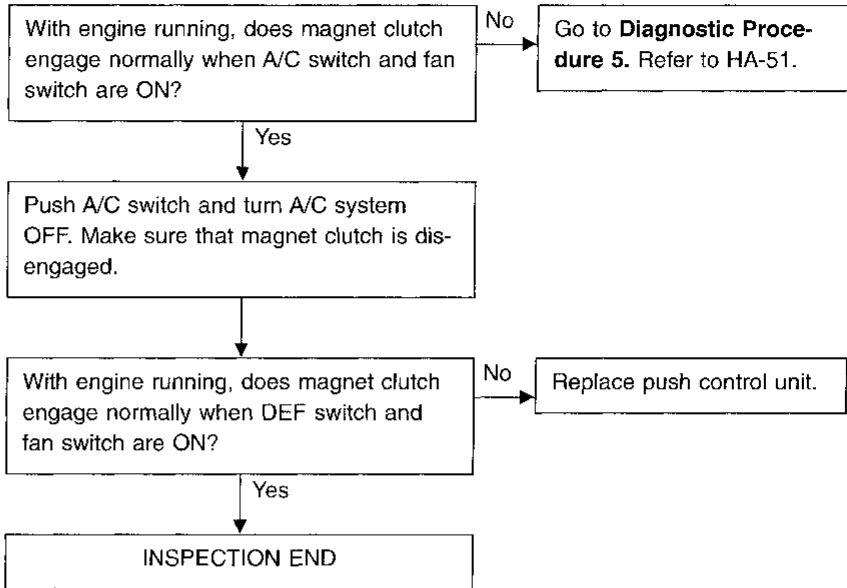 With engine running, does magnet clutch
engage normally when A/C switch and fan
switch are ON?
No
Go to Diagnostic Proce-
dure 5. Refer to HA-51.
Yes
Push A/C switch and turn A/C system
OFF. Make sure that magnet clutch is dis-
engaged.
With engine running, does magnet clutch
engage normally when DEF switch and
fan switch are ON?
No
Replace push control unit.
Yes
INSPECTION END